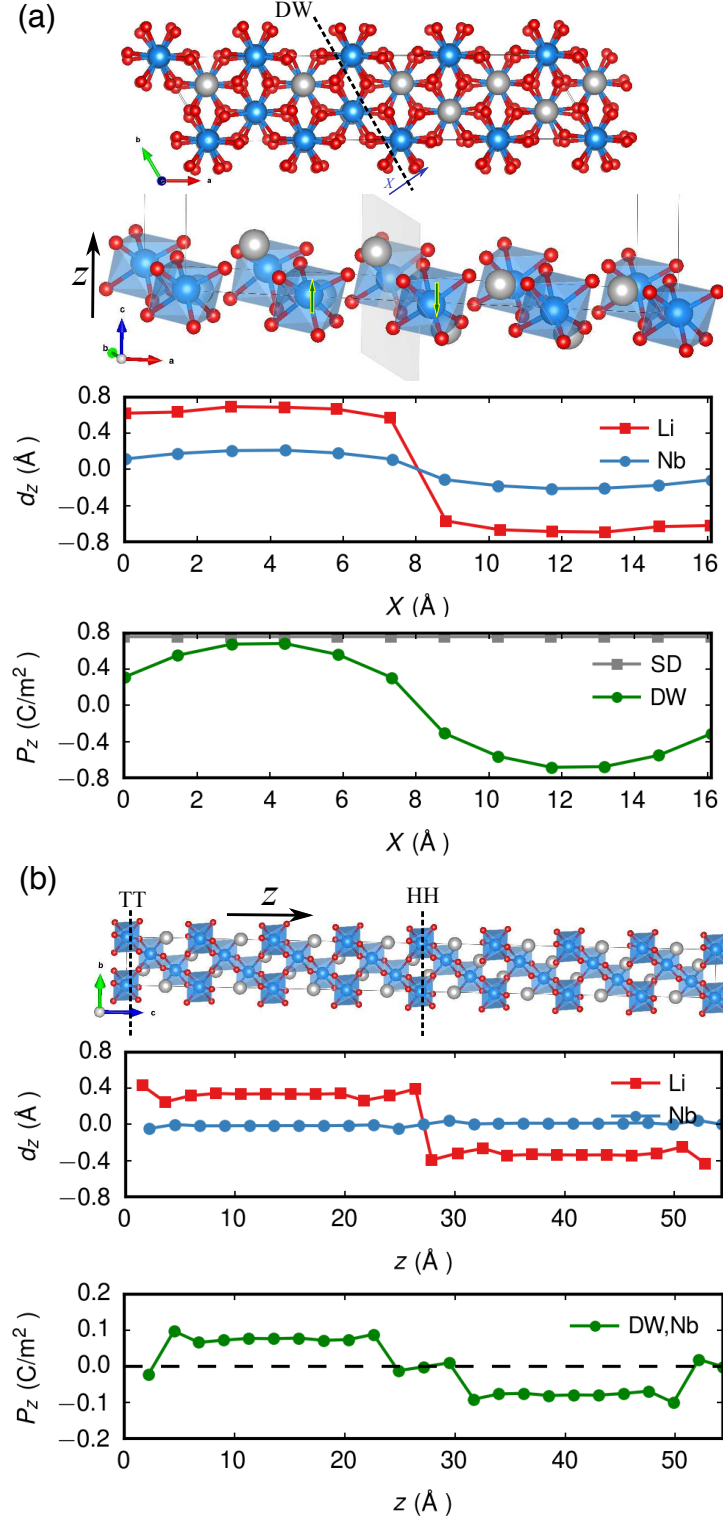 (a)
DW
b
a
X
z
c
b
a
0.8
0.4
0.0
−0.4
−0.8
d_z (Å)
Li
Nb
0 2 4 6 8 10 12 14 16
X (Å)
0.8
0.4
0.0
−0.4
−0.8
P_z (C/m²)
SD
DW
0 2 4 6 8 10 12 14 16
X (Å)
(b)
TT
z
HH
b
c
0.8
0.4
0.0
−0.4
−0.8
d_z (Å)
Li
Nb
0 10 20 30 40 50
z (Å)
0.2
0.1
0.0
−0.1
−0.2
P_z (C/m²)
DW,Nb
0 10 20 30 40 50
z (Å)